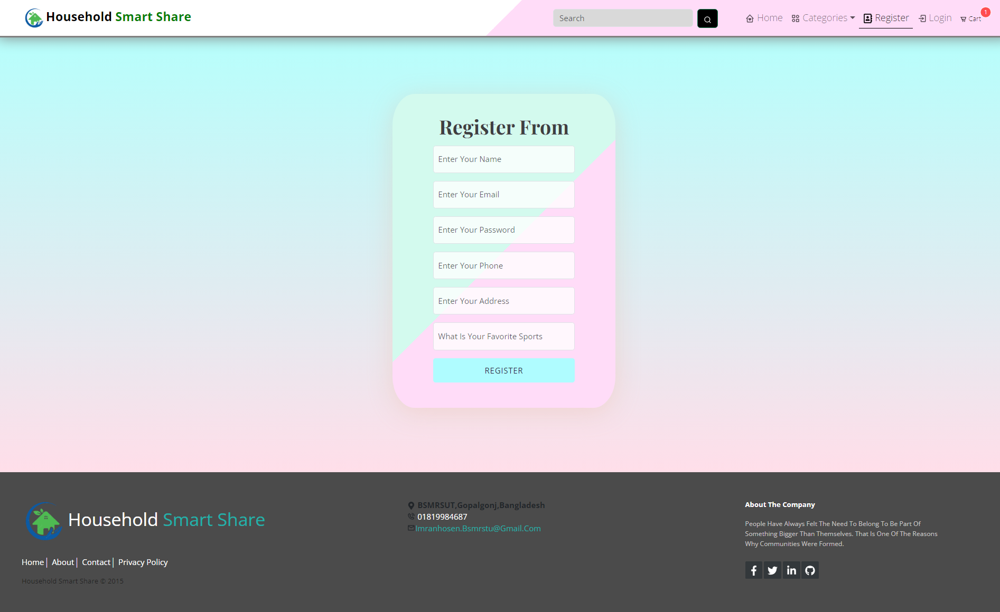 Household Smart Share
Search
Home
Categories
Register
Login
Cart
1
Register From
Enter Your Name
Enter Your Email
Enter Your Password
Enter Your Phone
Enter Your Address
What Is Your Favorite Sports
REGISTER
Household Smart Share
Home | About | Contact | Privacy Policy
Household Smart Share © 2015
BSMRSUT,Gopalgonj,Bangladesh
01819984687
Imranhosen.Bsmrstu@Gmail.Com
About The Company
People Have Always Felt The Need To Belong To Be Part Of
Something Bigger Than Themselves. That Is One Of The Reasons
Why Communities Were Formed.